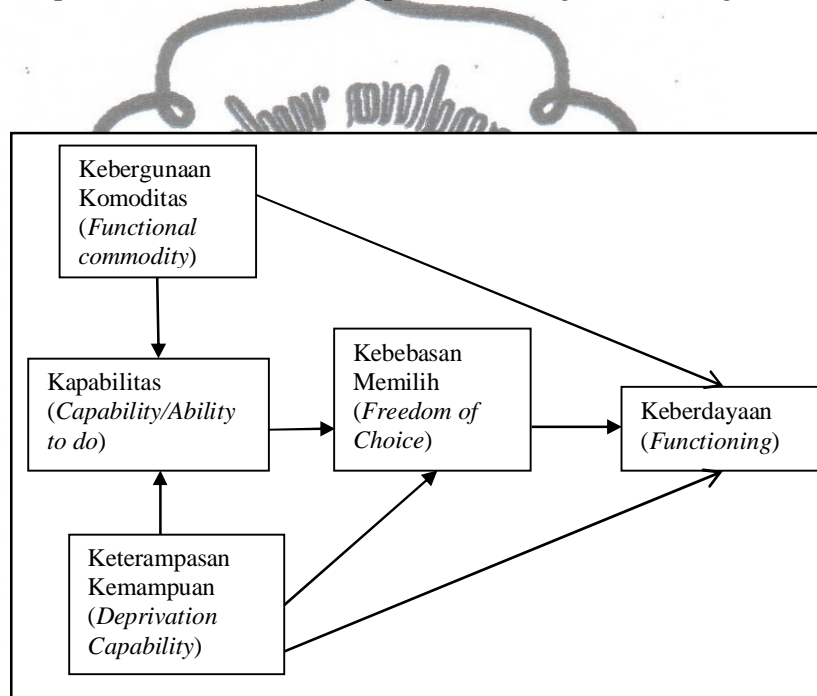 Kebergunaan
Komoditas
(Functional
commodity)
Kapabilitas
(Capability/Ability
to do)
Kebebasan
Memilih
(Freedom of
Choice)
Keberdayaan
(Functioning)
Keterampasan
Kemampuan
(Deprivation
Capability)